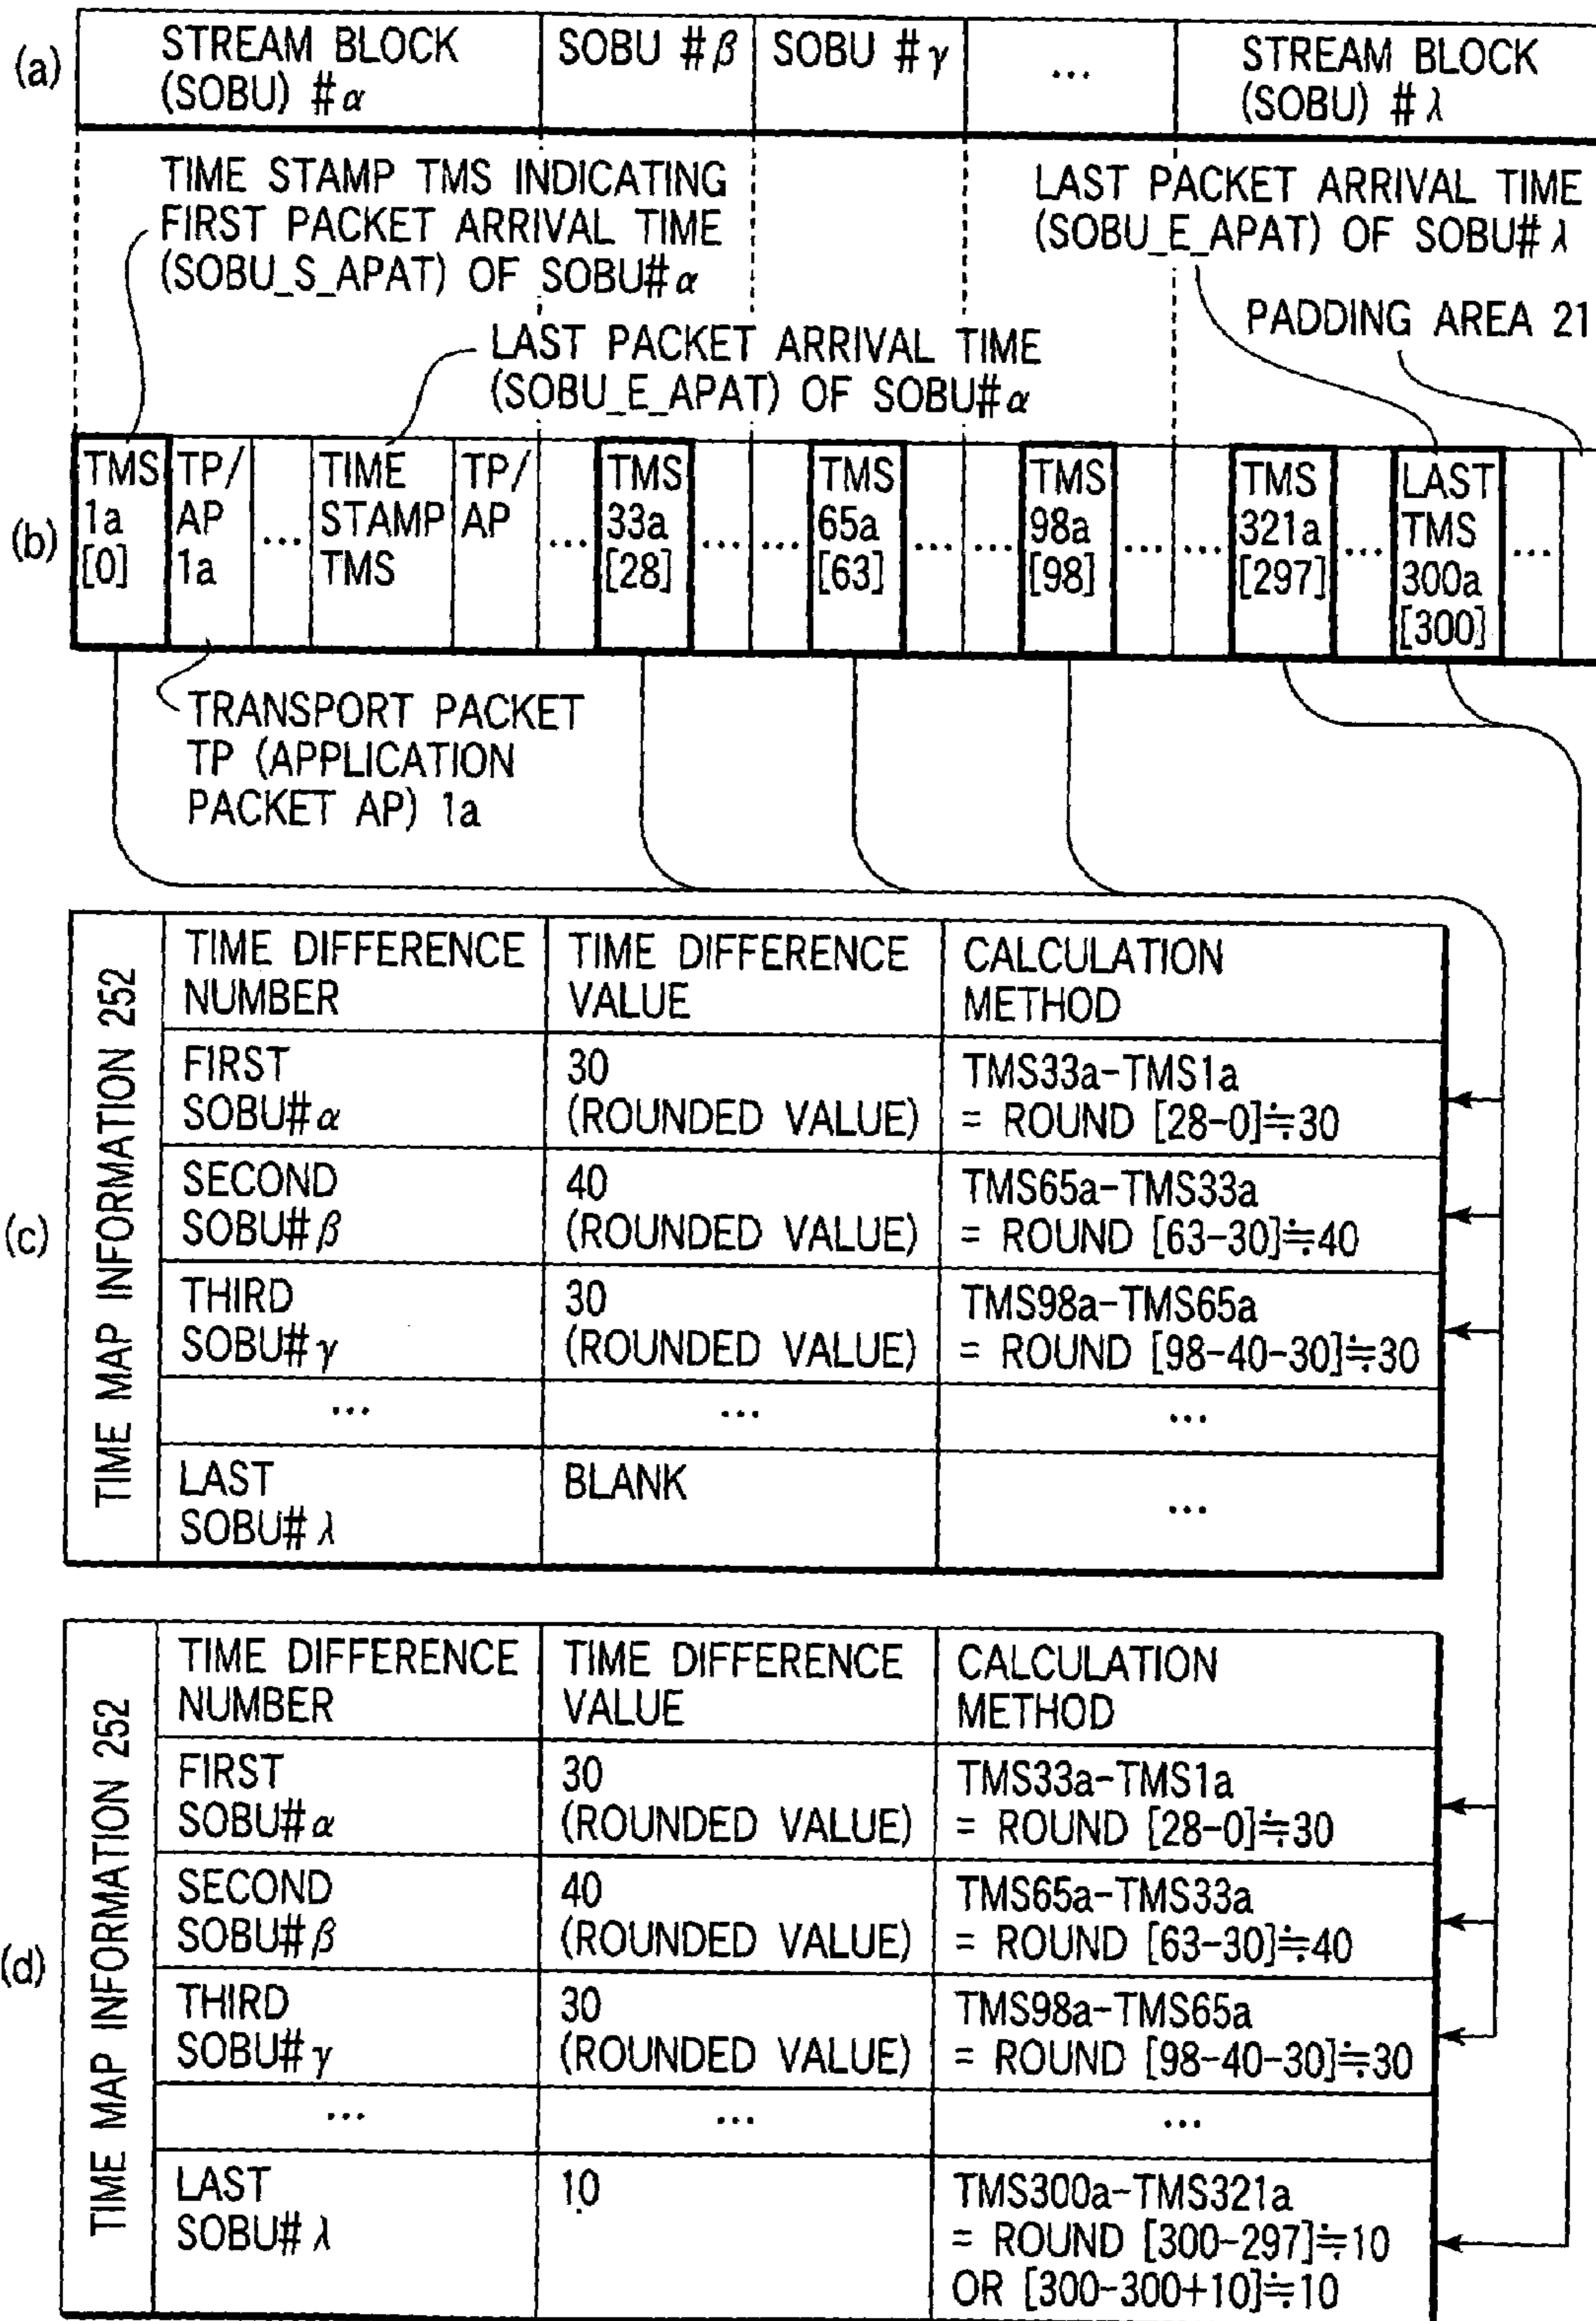 (a)
STREAM BLOCK
(SOBU) #α
SOBU #β
SOBU #γ
...
STREAM BLOCK
(SOBU) #λ
TIME STAMP TMS INDICATING
FIRST PACKET ARRIVAL TIME
(SOBU_S_APAT) OF SOBU#α
LAST PACKET ARRIVAL TIME
(SOBU_E_APAT) OF SOBU#λ
PADDING AREA 21
LAST PACKET ARRIVAL TIME
(SOBU_E_APAT) OF SOBU#α
(b)
TMS
1a
[0]
TP/
AP
1a
...
TIME
STAMP
TMS
TP/
AP
...
TMS
33a
[28]
...
...
TMS
65a
[63]
...
...
TMS
98a
[98]
...
...
TMS
321a
[297]
...
LAST
TMS
300a
[300]
...
TRANSPORT PACKET
TP (APPLICATION
PACKET AP) 1a
(c)
TIME MAP INFORMATION 252
TIME DIFFERENCE
NUMBER
TIME DIFFERENCE
VALUE
CALCULATION
METHOD
FIRST
SOBU#α
30
(ROUNDED VALUE)
TMS33a-TMS1a
= ROUND [28-0]≒30
SECOND
SOBU#β
40
(ROUNDED VALUE)
TMS65a-TMS33a
= ROUND [63-30]≒40
THIRD
SOBU#γ
30
(ROUNDED VALUE)
TMS98a-TMS65a
= ROUND [98-40-30]≒30
...
...
...
LAST
SOBU#λ
BLANK
...
(d)
TIME MAP INFORMATION 252
TIME DIFFERENCE
NUMBER
TIME DIFFERENCE
VALUE
CALCULATION
METHOD
FIRST
SOBU#α
30
(ROUNDED VALUE)
TMS33a-TMS1a
= ROUND [28-0]≒30
SECOND
SOBU#β
40
(ROUNDED VALUE)
TMS65a-TMS33a
= ROUND [63-30]≒40
THIRD
SOBU#γ
30
(ROUNDED VALUE)
TMS98a-TMS65a
= ROUND [98-40-30]≒30
...
...
...
LAST
SOBU#λ
10
TMS300a-TMS321a
= ROUND [300-297]≒10
OR [300-300+10]≒10